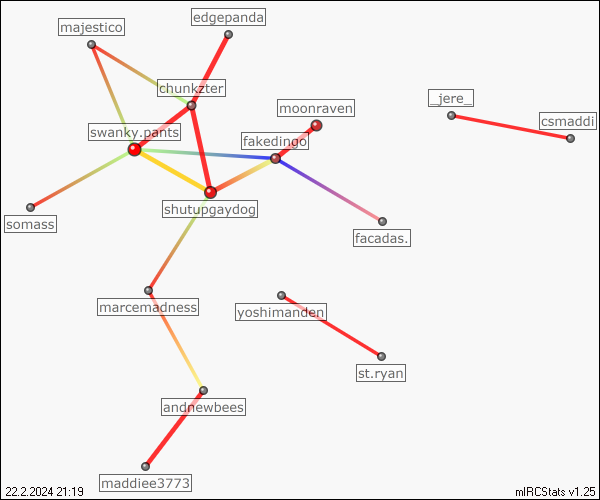 edgepanda
majestico
chunkzter
_jere_
moonraven
csmaddi
swanky.pants
fakedingo
shutupgaydog
somass
facadas.
marcemadness
yoshimanden
st.ryan
andnewbees
maddiee3773
22.2.2024 21:19
mIRCStats v1.25